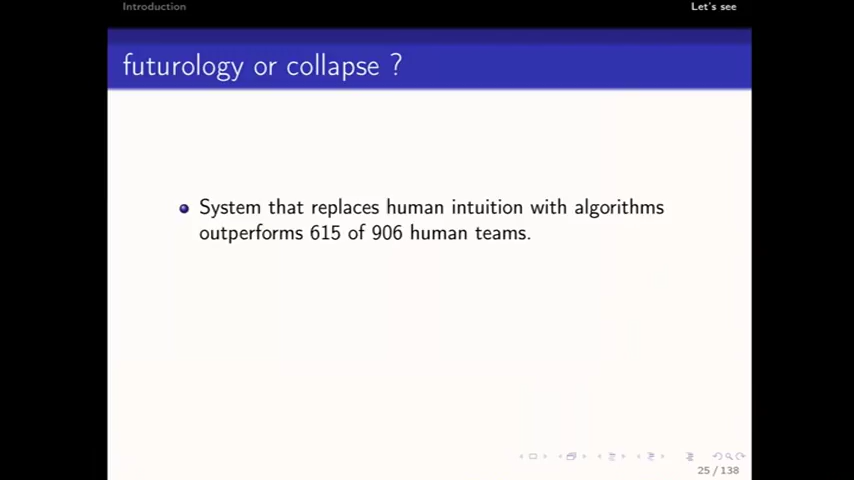 Introduction
Let's see
futurology or collapse ?
System that replaces human intuition with algorithms
outperforms 615 of 906 human teams.
25 / 138